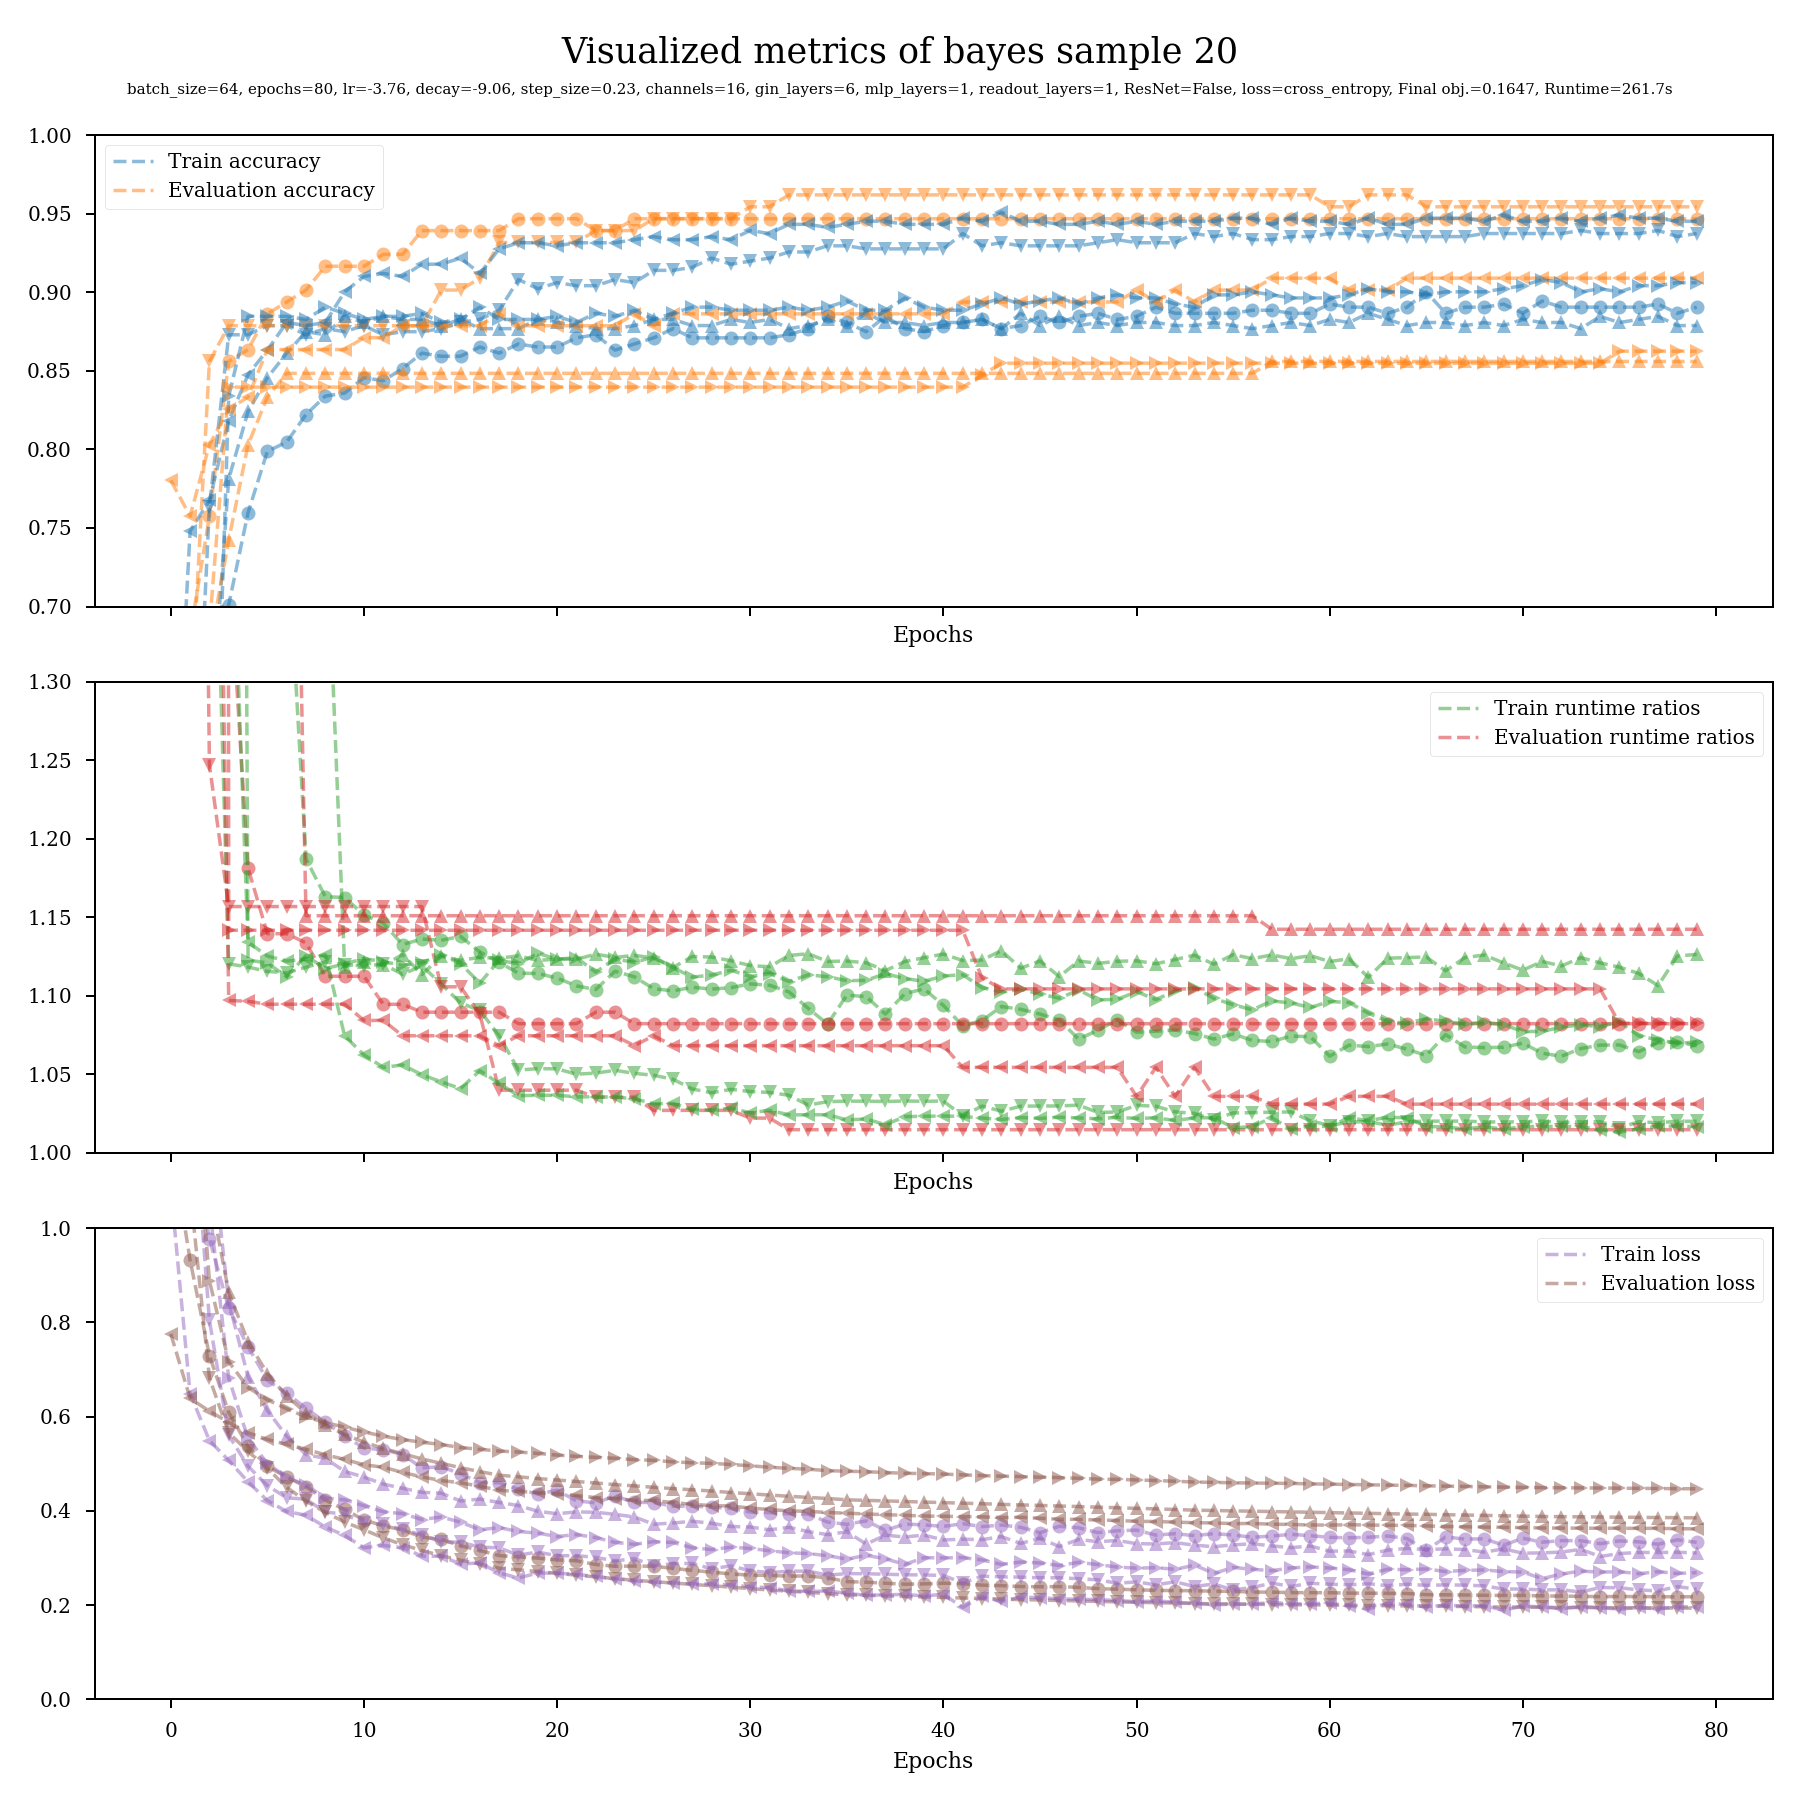 Visualized metrics of bayes sample 20
batch_size=64, epochs=80, lr=-3.76, decay=-9.06, step_size=0.23, channels=16, gin_layers=6, mlp_layers=1, readout_layers=1, ResNet=False, loss=cross_entropy, Final obj.=0.1647, Runtime=261.7s
1.00
0.95
0.90
0.85
0.80
0.75
0.70
Train accuracy
Evaluation accuracy
Epochs
1.30
1.25
1.20
1.15
1.10
1.05
1.00
Train runtime ratios
Evaluation runtime ratios
Epochs
1.0
0.8
0.6
0.4
0.2
0.0
Train loss
Evaluation loss
0 10 20 30 40 50 60 70 80
Epochs